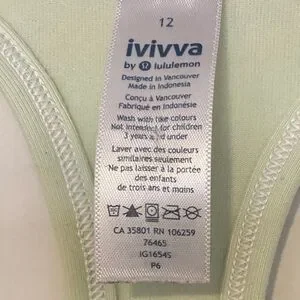 12
ivivva
by lululemon
Designed in Vancouver
Made in Indonesia
Conçu à Vancouver
Fabriqué en Indonésie
Wash with like colours
Not intended for children
3 years and under
Laver avec des couleurs
similaires seulement
Ne pas laisser à la portée
des enfants
de trois ans et moins
CA 35801 RN 106259
76465
IG1654S
P6